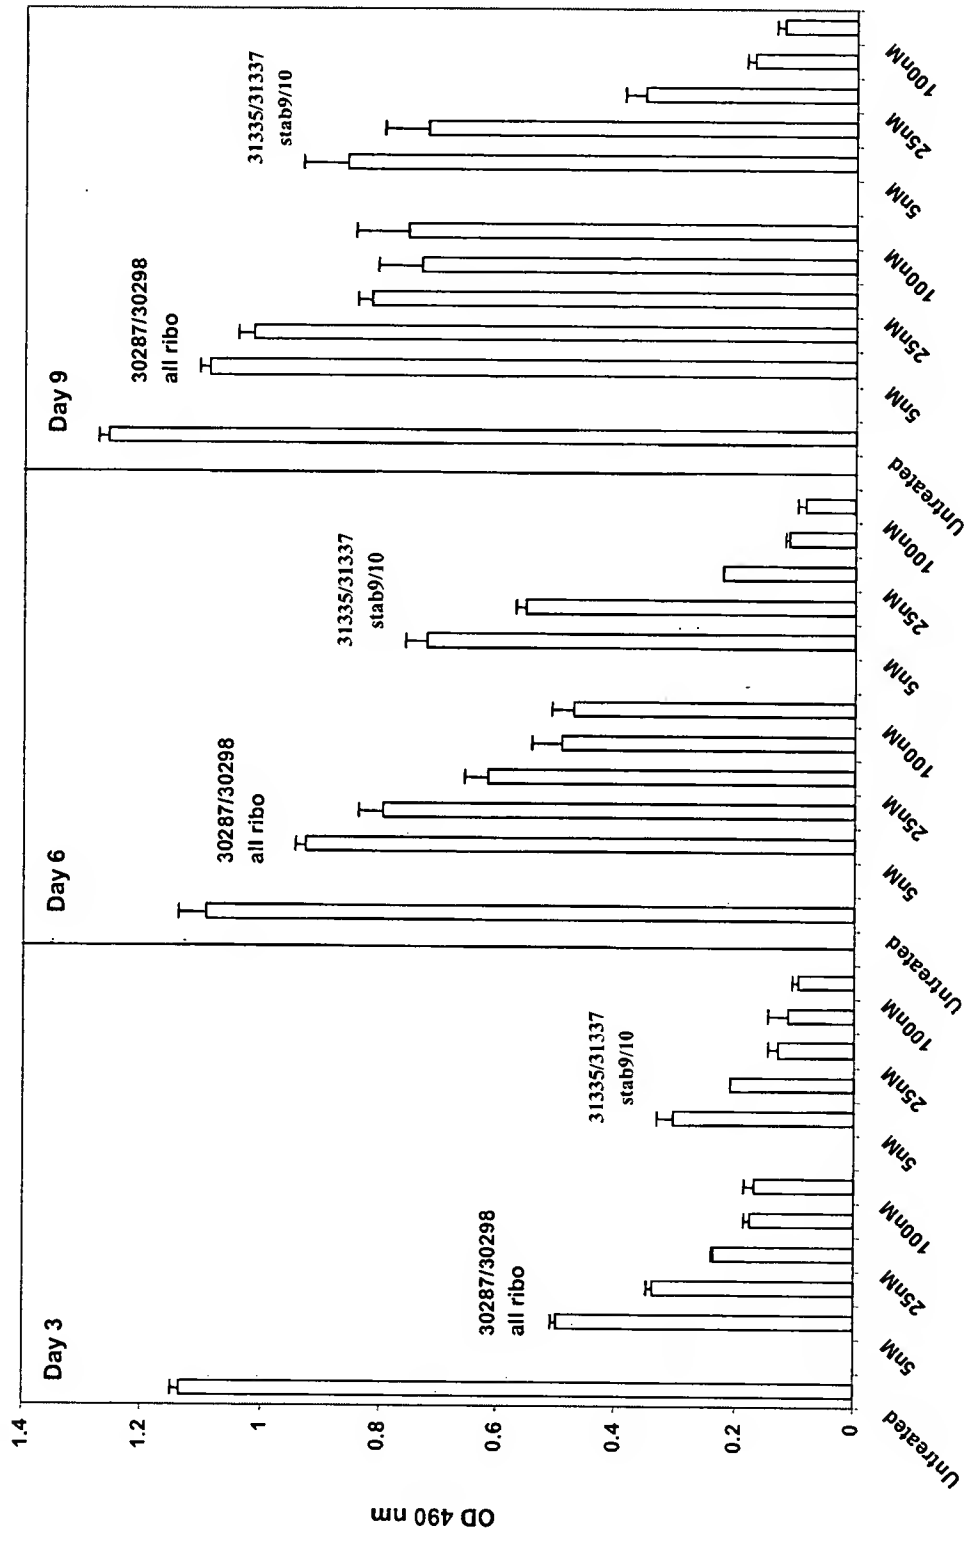 OD 490 nm
1.4
1.2
1
0.8
0.6
0.4
0.2
0
Day 3
30287/30298
all ribo
31335/31337
stab9/10
Day 6
30287/30298
all ribo
31335/31337
stab9/10
Day 9
30287/30298
all ribo
31335/31337
stab9/10
Untreated
5nM
25nM
100nM
5nM
25nM
100nM
Untreated
5nM
25nM
100nM
5nM
25nM
100nM
Untreated
5nM
25nM
100nM
5nM
25nM
100nM